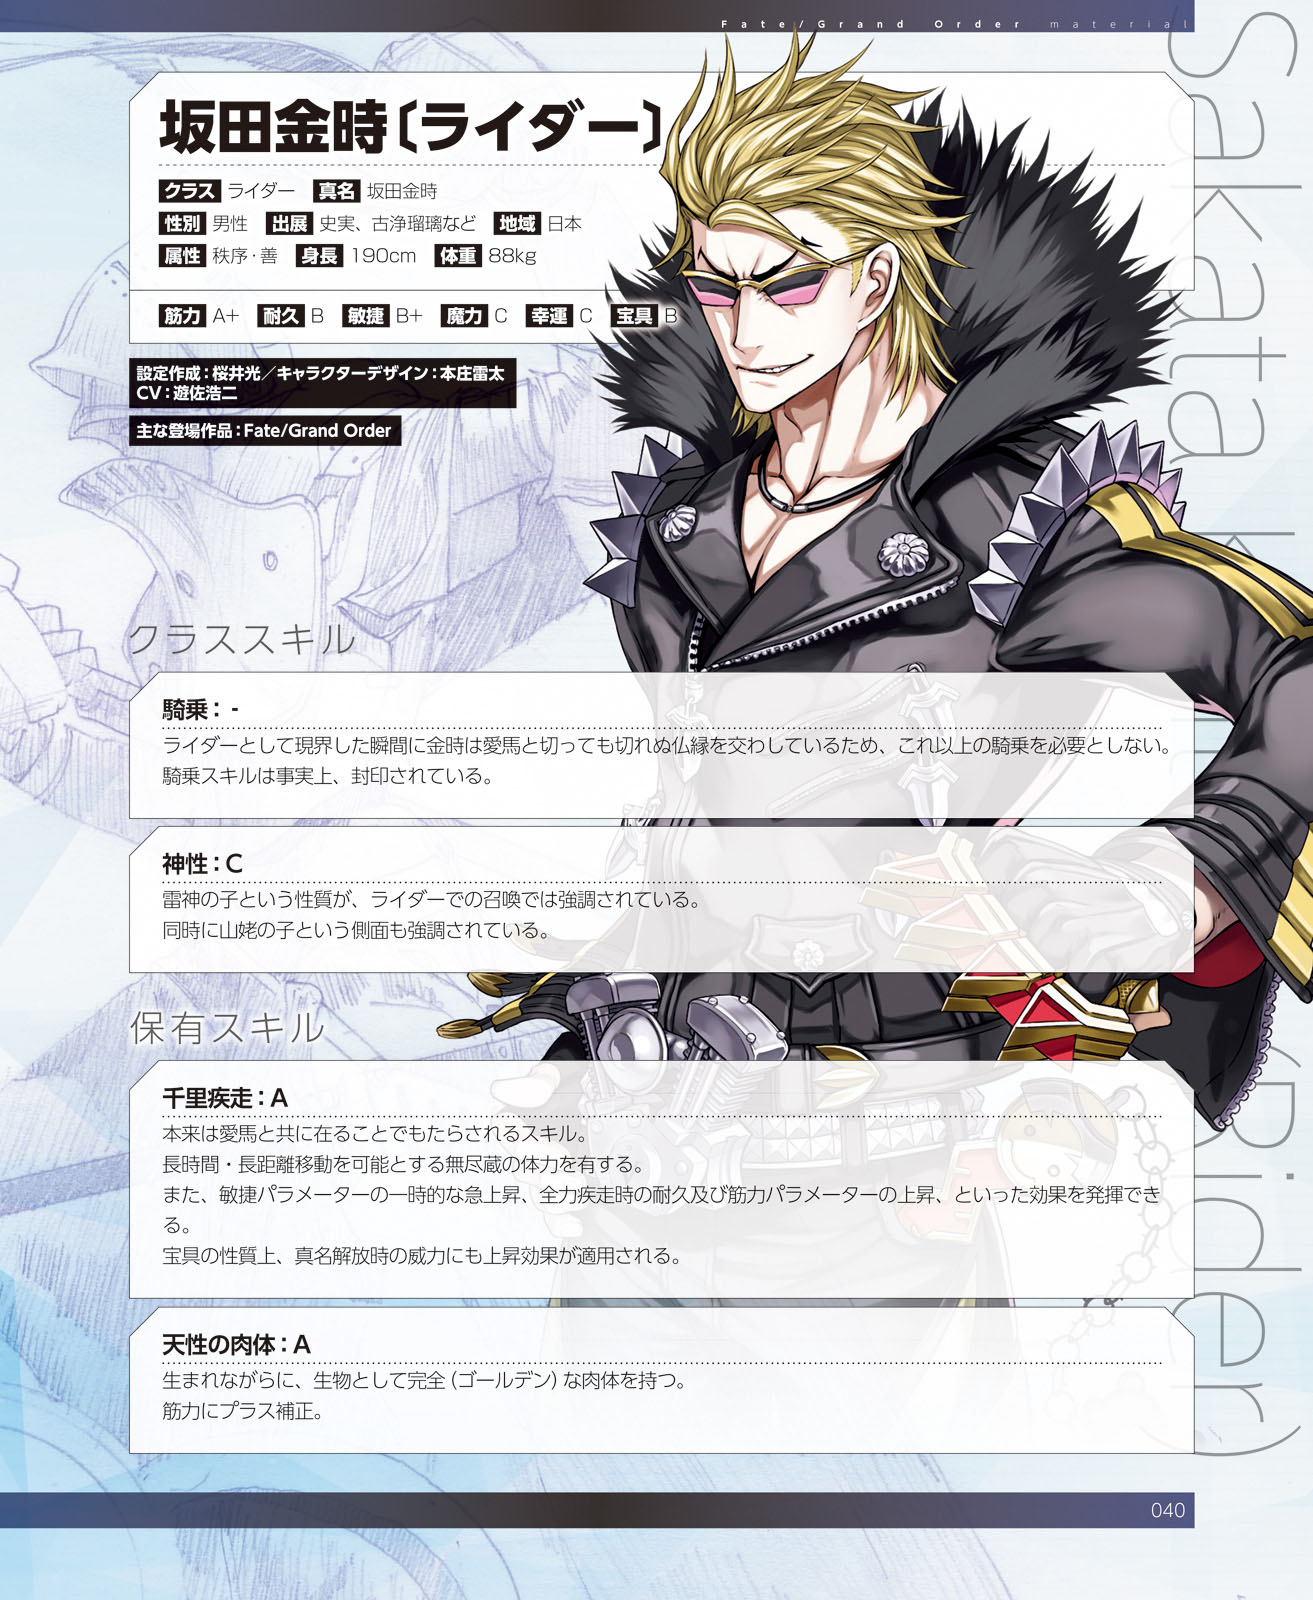 Fate/Grand Order material
坂田金時〔ライダー〕
クラス ライダー 真名 坂田金時
性別 男性 出展 史実、古浄瑠璃など 地域 日本
属性 秩序・善 身長 190cm 体重 88kg
筋力 A+ 耐久 B 敏捷 B+ 魔力 C 幸運 C 宝具 B
設定作成：桜井光／キャラクターデザイン：本庄雷太
CV：遊佐浩二
主な登場作品：Fate/Grand Order
クラススキル
騎乗：-
ライダーとして現界した瞬間に金時は愛馬と切っても切れぬ仏縁を交わしているため、これ以上の騎乗を必要としない。
騎乗スキルは事実上、封印されている。
神性：C
雷神の子という性質が、ライダーでの召喚では強調されている。
同時に山姥の子という側面も強調されている。
保有スキル
千里疾走：A
本来は愛馬と共に在ることでもたらされるスキル。
長時間・長距離移動を可能とする無尽蔵の体力を有する。
また、敏捷パラメーターの一時的な急上昇、全力疾走時の耐久及び筋力パラメーターの上昇、といった効果を発揮でき
る。
宝具の性質上、真名解放時の威力にも上昇効果が適用される。
天性の肉体：A
生まれながらに、生物として完全（ゴールデン）な肉体を持つ。
筋力にプラス補正。
040